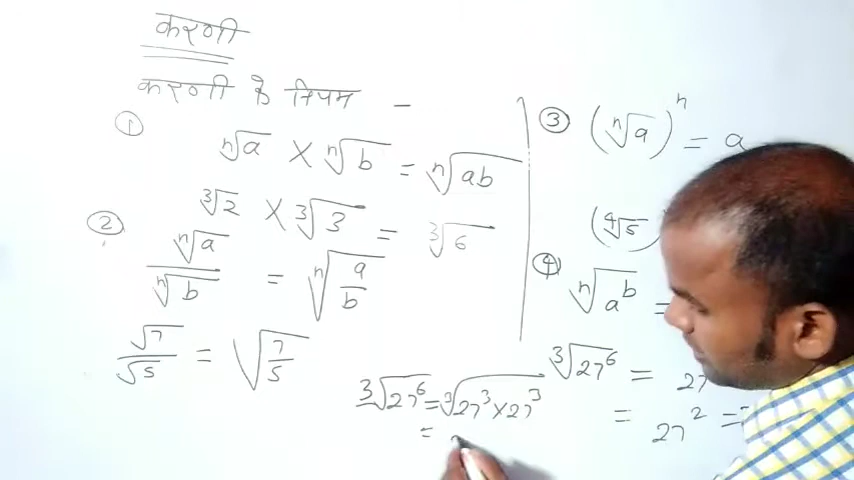 करणी
करणी के नियम -
① ⁿ√a × ⁿ√b = ⁿ√ab
³√2 × ³√3 = ³√6
② ⁿ√a / ⁿ√b = ⁿ√(a/b)
√7 / √5 = √(7/5)
³√27⁶ = ³√27³×27³
=
③ (ⁿ√a)ⁿ = a
(⁴√5)
④ ⁿ√aᵇ =
³√27⁶ = 27
= 27² =